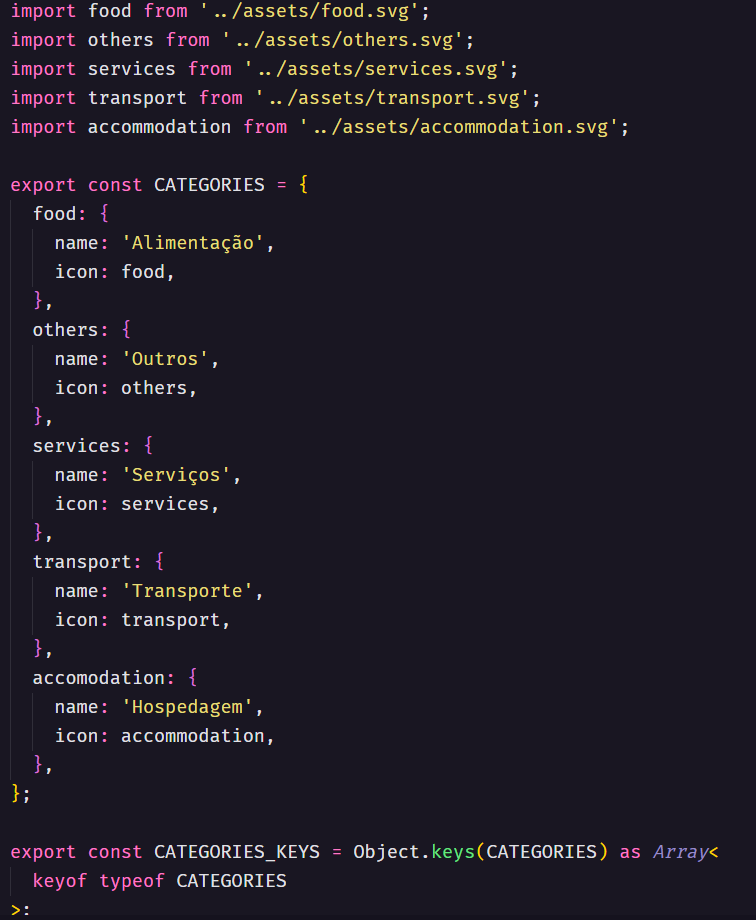 import food from '../assets/food.svg';
import others from '../assets/others.svg';
import services from '../assets/services.svg';
import transport from '../assets/transport.svg';
import accommodation from '../assets/accommodation.svg';

export const CATEGORIES = {
  food: {
    name: 'Alimentação',
    icon: food,
  },
  others: {
    name: 'Outros',
    icon: others,
  },
  services: {
    name: 'Serviços',
    icon: services,
  },
  transport: {
    name: 'Transporte',
    icon: transport,
  },
  accomodation: {
    name: 'Hospedagem',
    icon: accommodation,
  },
};

export const CATEGORIES_KEYS = Object.keys(CATEGORIES) as Array<
  keyof typeof CATEGORIES
>;